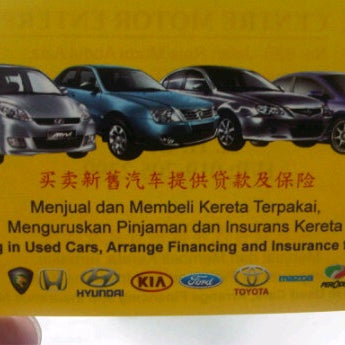 买卖新舊汽车提供贷款及保险
Menjual dan Membeli Kereta Terpakai,
Menguruskan Pinjaman dan Insurans Kereta
g in Used Cars, Arrange Financing and Insurance
HYUNDAI KIA Ford TOYOTA mazda